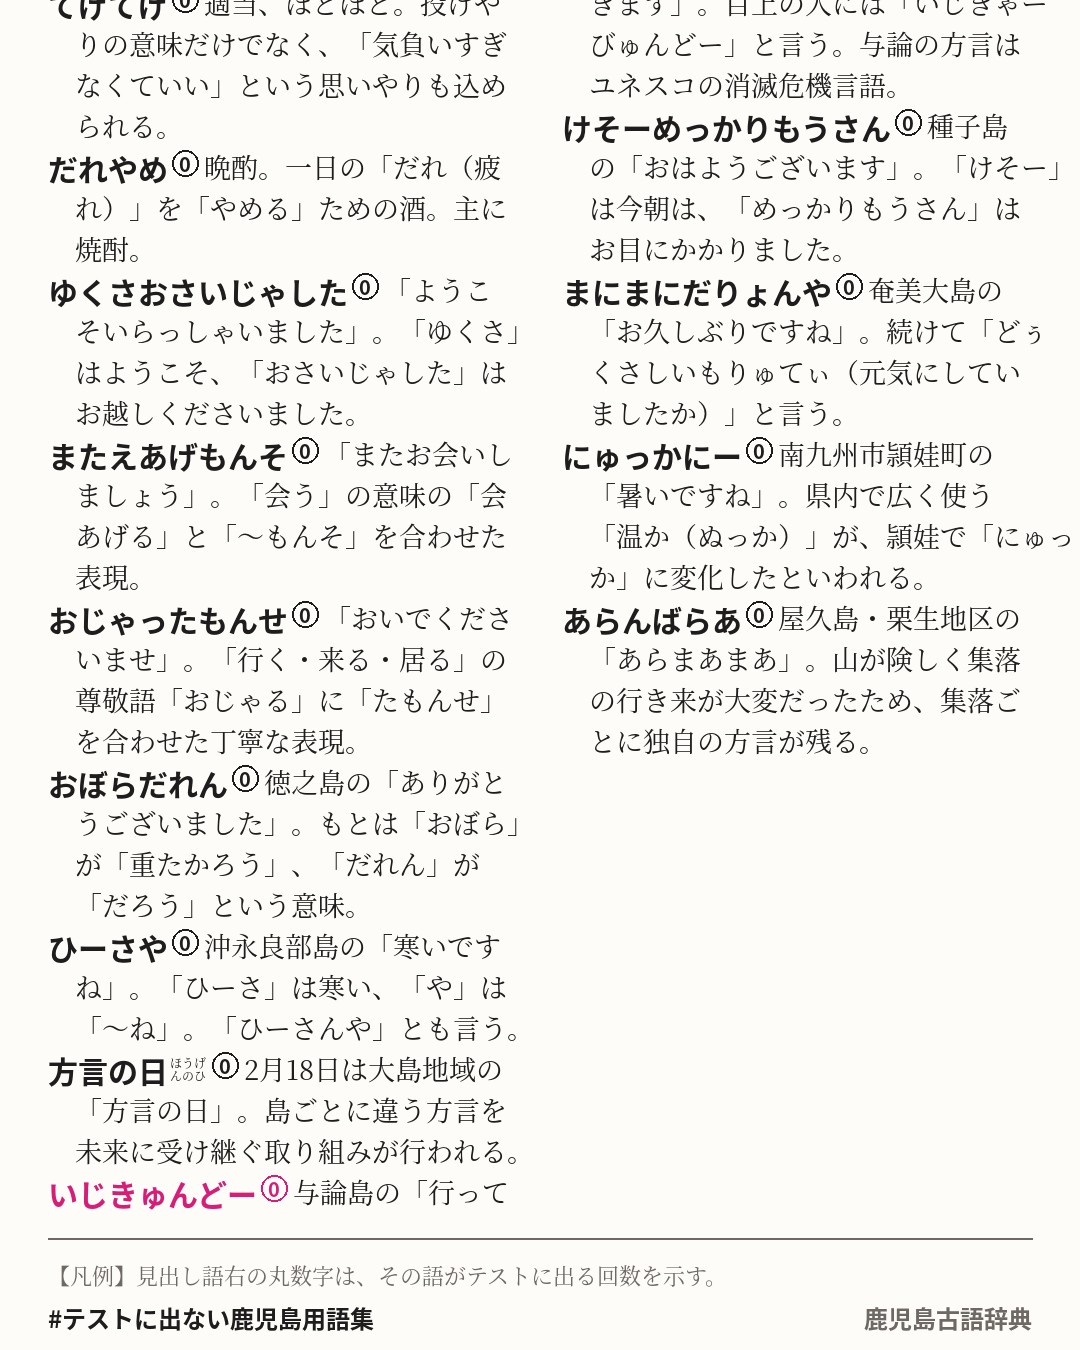 てげてげ⓪適当、ほどほど。投げや
りの意味だけでなく、「気負いすぎ
なくていい」という思いやりも込め
られる。
だれやめ⓪晩酌。一日の「だれ（疲
れ）」を「やめる」ための酒。主に
焼酎。
ゆくさおさいじゃした⓪「ようこ
そいらっしゃいました」。「ゆくさ」
はようこそ、「おさいじゃした」は
お越しくださいました。
またえあげもんそ⓪「またお会いし
ましょう」。「会う」の意味の「会
あげる」と「〜もんそ」を合わせた
表現。
おじゃったもんせ⓪「おいでくださ
いませ」。「行く・来る・居る」の
尊敬語「おじゃる」に「たもんせ」
を合わせた丁寧な表現。
おぼらだれん⓪徳之島の「ありがと
うございました」。もとは「おぼら」
が「重たかろう」、「だれん」が
「だろう」という意味。
ひーさや⓪沖永良部島の「寒いです
ね」。「ひーさ」は寒い、「や」は
「〜ね」。「ひーさんや」とも言う。
方言の日ほうげんのひ⓪2月18日は大島地域の
「方言の日」。島ごとに違う方言を
未来に受け継ぐ取り組みが行われる。
いじきゅんどー⓪与論島の「行って
きます」。目上の人には「いじきゃー
びゅんどー」と言う。与論の方言は
ユネスコの消滅危機言語。
けそーめっかりもうさん⓪種子島
の「おはようございます」。「けそー」
は今朝は、「めっかりもうさん」は
お目にかかりました。
まにまにだりょんや⓪奄美大島の
「お久しぶりですね」。続けて「どぅ
くさしいもりゅてぃ（元気にしてい
ましたか）」と言う。
にゅっかにー⓪南九州市頴娃町の
「暑いですね」。県内で広く使う
「温か（ぬっか）」が、頴娃で「にゅっ
か」に変化したといわれる。
あらんばらあ⓪屋久島・栗生地区の
「あらまあまあ」。山が険しく集落
の行き来が大変だったため、集落ご
とに独自の方言が残る。
【凡例】見出し語右の丸数字は、その語がテストに出る回数を示す。
#テストに出ない鹿児島用語集
鹿児島古語辞典